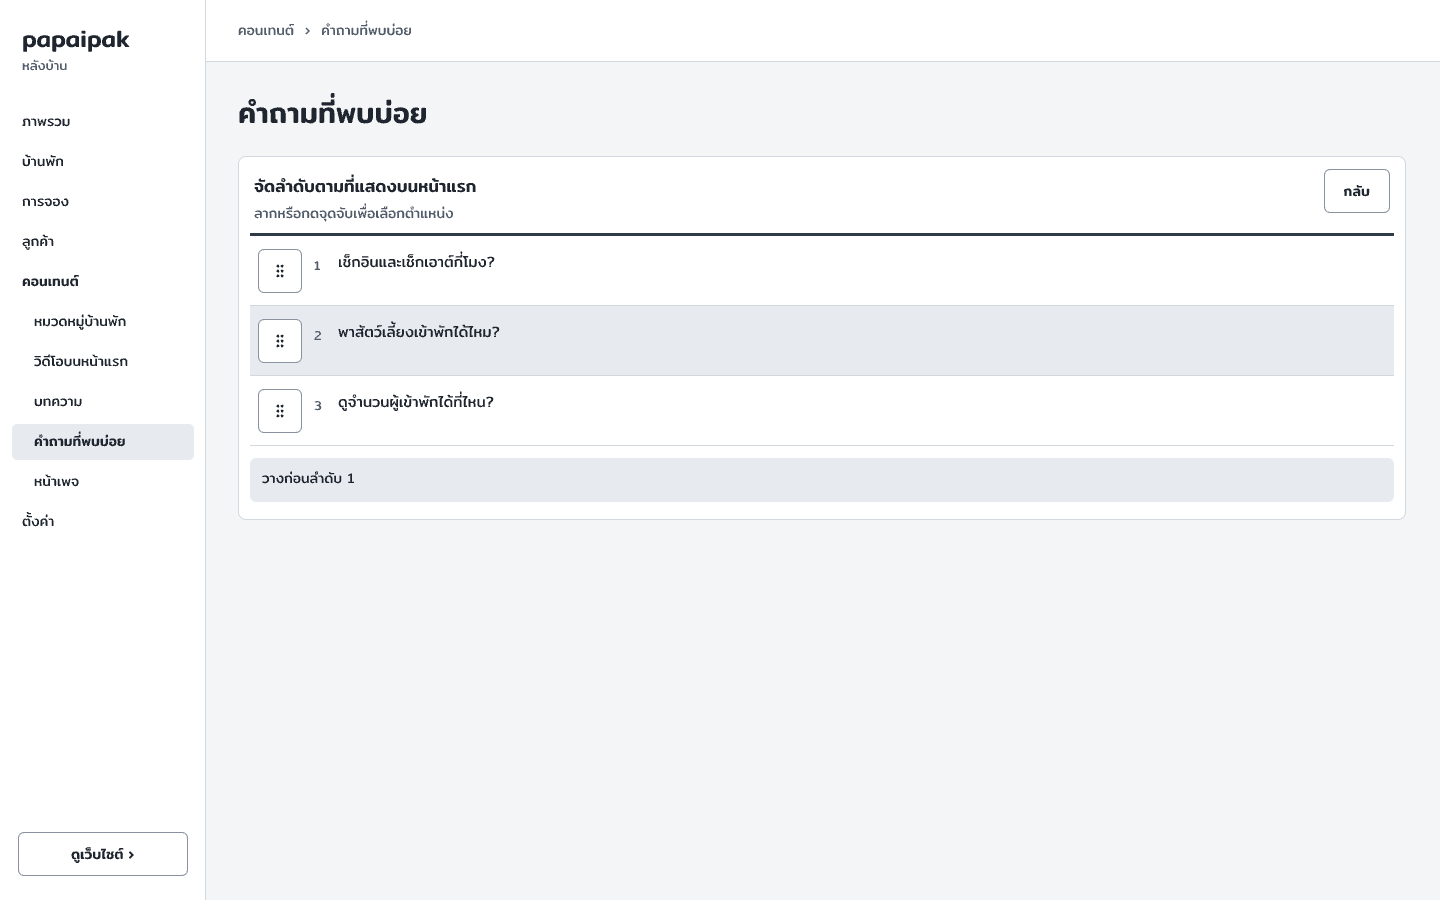 papaipak
หลังบ้าน
ภาพรวม
บ้านพัก
การจอง
ลูกค้า
คอนเทนต์
หมวดหมู่บ้านพัก
วิดีโอบนหน้าแรก
บทความ
คำถามที่พบบ่อย
หน้าเพจ
ตั้งค่า
ดูเว็บไซต์ ›
คอนเทนต์ › คำถามที่พบบ่อย
คำถามที่พบบ่อย
จัดลำดับตามที่แสดงบนหน้าแรก
ลากหรือกดจุดจับเพื่อเลือกตำแหน่ง
กลับ
1 เช็กอินและเช็กเอาต์กี่โมง?
2 พาสัตว์เลี้ยงเข้าพักได้ไหม?
3 ดูจำนวนผู้เข้าพักได้ที่ไหน?
วางก่อนลำดับ 1